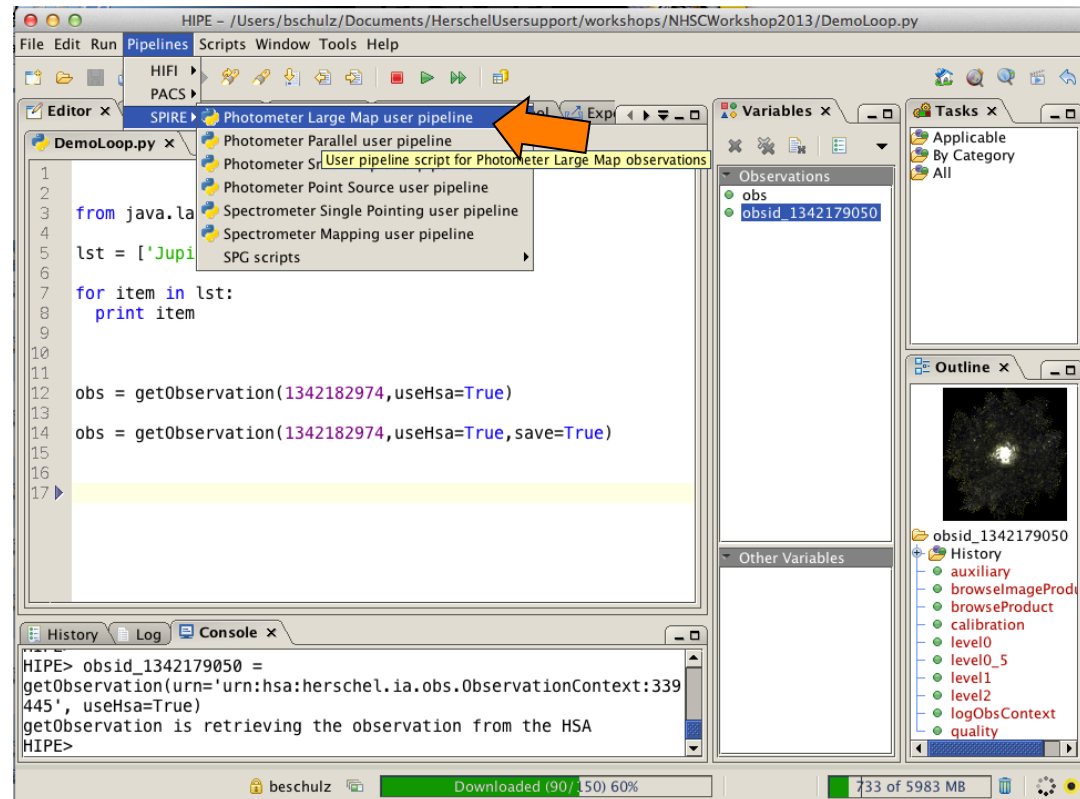 HIPE – /Users/bschulz/Documents/HerschelUsersupport/workshops/NHSCWorkshop2013/DemoLoop.py
File Edit Run Pipelines Scripts Window Tools Help
HIFI
PACS
SPIRE
Photometer Large Map user pipeline
Photometer Parallel user pipeline
Photometer
User pipeline script for Photometer Large Map observations
Photometer Point Source user pipeline
Spectrometer Single Pointing user pipeline
Spectrometer Mapping user pipeline
SPG scripts
Editor
DemoLoop.py
1
2
3 from java.la
4
5 lst = ['Jupi
6
7 for item in lst:
8 print item
9
10
11
12 obs = getObservation(1342182974,useHsa=True)
13
14 obs = getObservation(1342182974,useHsa=True,save=True)
15
16
17
Variables
Observations
obs
obsid_1342179050
Other Variables
Tasks
Applicable
By Category
All
Outline
obsid_1342179050
History
auxiliary
browseImageProdu
browseProduct
calibration
level0
level0_5
level1
level2
logObsContext
quality
History Log Console
HIPE> obsid_1342179050 =
getObservation(urn='urn:hsa:herschel.ia.obs.ObservationContext:339
445', useHsa=True)
getObservation is retrieving the observation from the HSA
HIPE>
beschulz
Downloaded (90/150) 60%
733 of 5983 MB